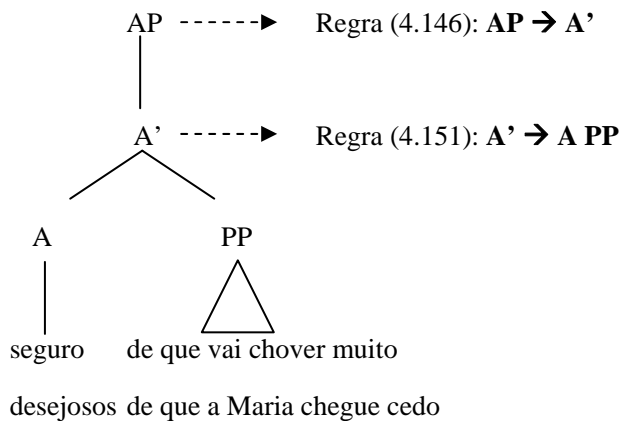 AP Regra (4.146): AP → A’
A’ Regra (4.151): A’ → A PP
A PP
seguro de que vai chover muito
desejosos de que a Maria chegue cedo